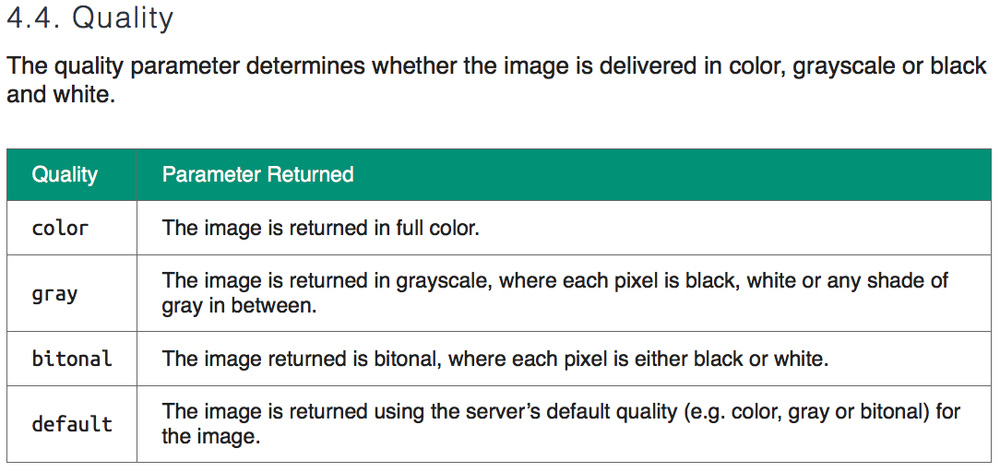 4.4. Quality
The quality parameter determines whether the image is delivered in color, grayscale or black
and white.
Quality Parameter Returned
color The image is returned in full color.
gray The image is returned in grayscale, where each pixel is black, white or any shade of
gray in between.
bitonal The image returned is bitonal, where each pixel is either black or white.
default The image is returned using the server’s default quality (e.g. color, gray or bitonal) for
the image.